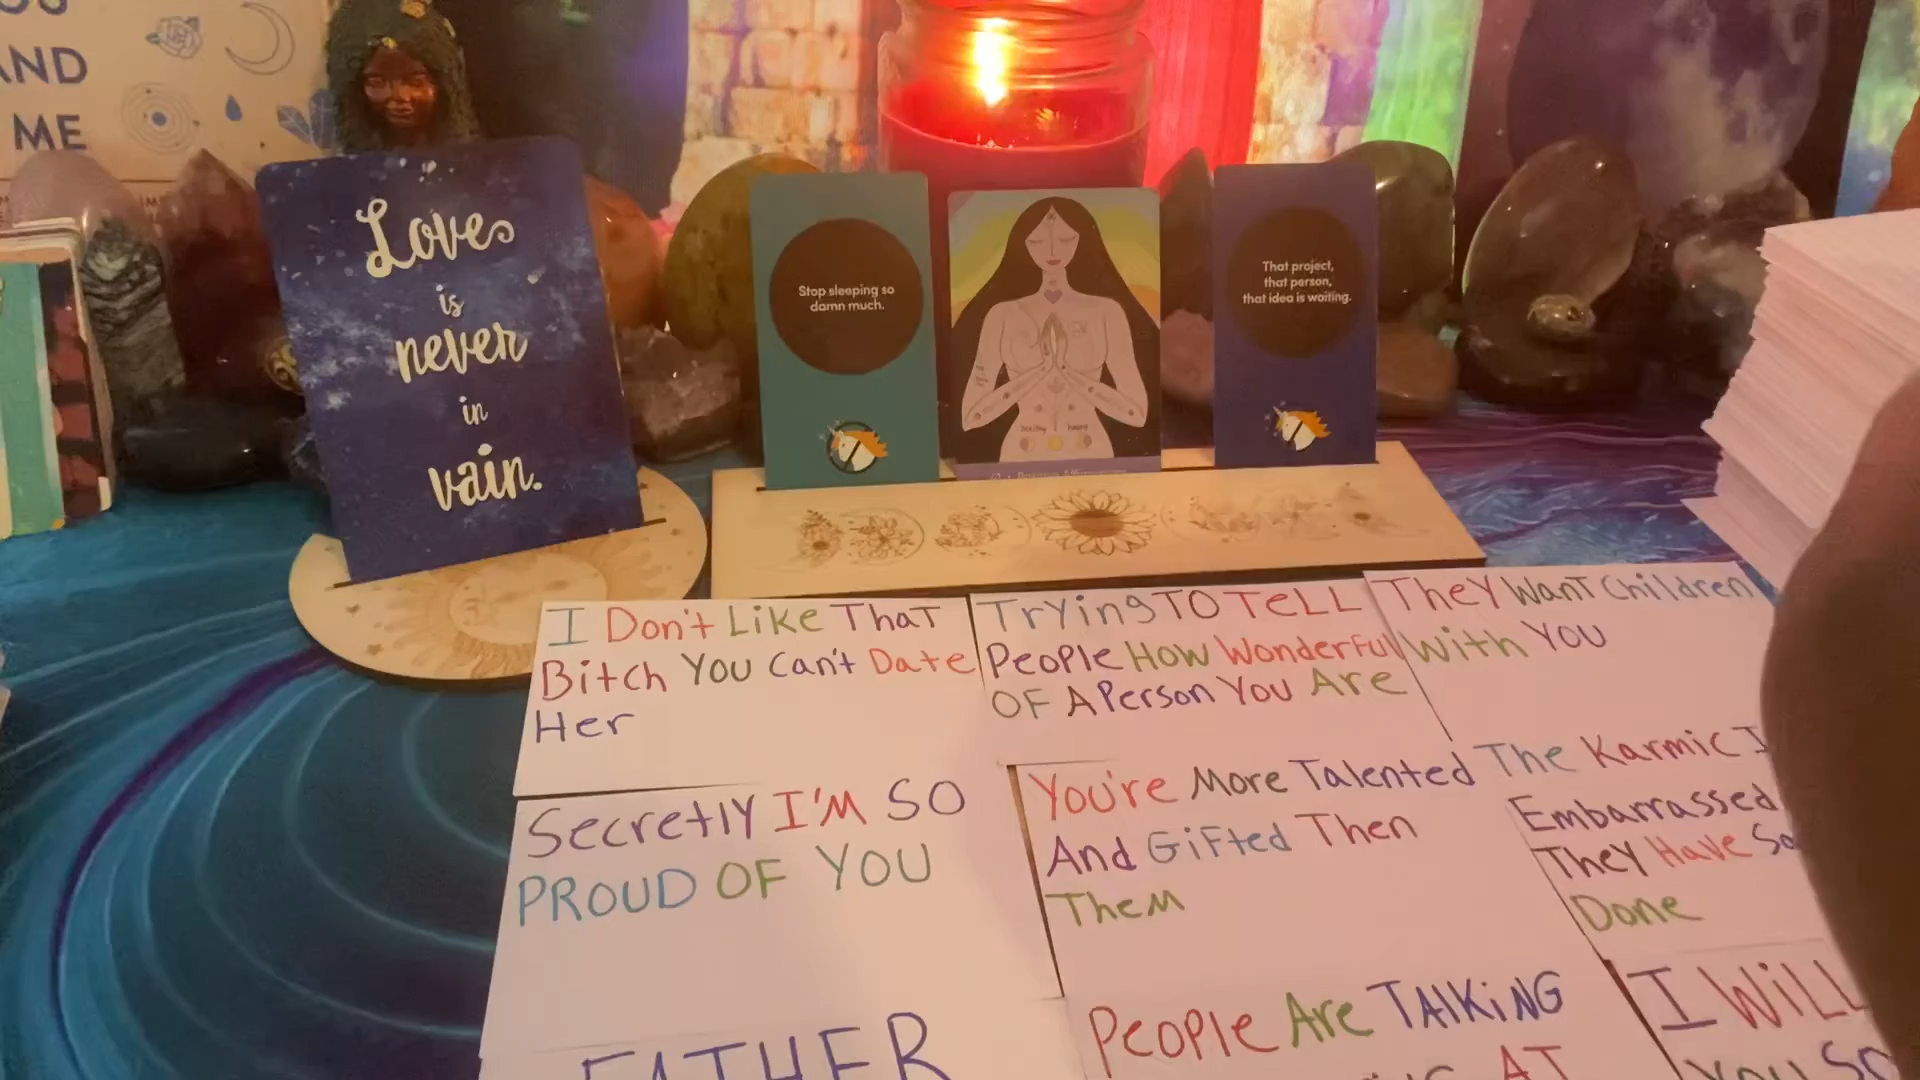 AND
ME
Love
is
never
in
vain.
Stop sleeping so
damn much.
That project,
that person,
that idea is waiting.
I Don't Like That
Bitch You Can't Date
Her
Trying TO TeLL
People How Wonderful
OF A Person You Are
They Want Children
With You
Secretly I'M SO
PROUD OF YOU
You're More Talented
And Gifted Then
Them
The Karmic
Embarrassed
They Have
Done
FATHER
People Are TAlkiNG
AT
I WiLL
You